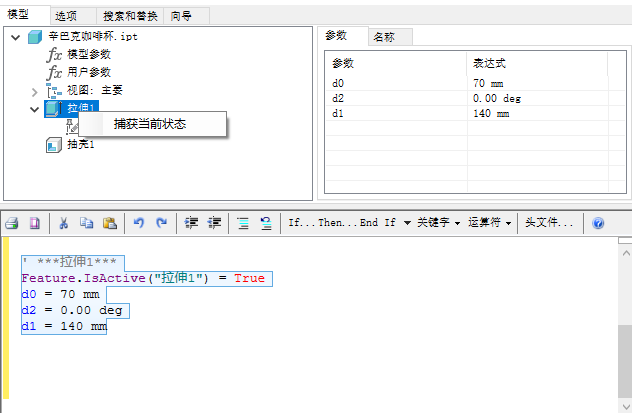 模型 选项 搜索和替换 向导
辛巴克咖啡杯.ipt
fx 模型参数
fx 用户参数
视图: 主要
拉伸1
捕获当前状态
抽壳1
参数 名称
参数 表达式
d0 70 mm
d2 0.00 deg
d1 140 mm
If...Then...End If 关键字 运算符 头文件...
' ***拉伸1***
Feature.IsActive("拉伸1") = True
d0 = 70 mm
d2 = 0.00 deg
d1 = 140 mm